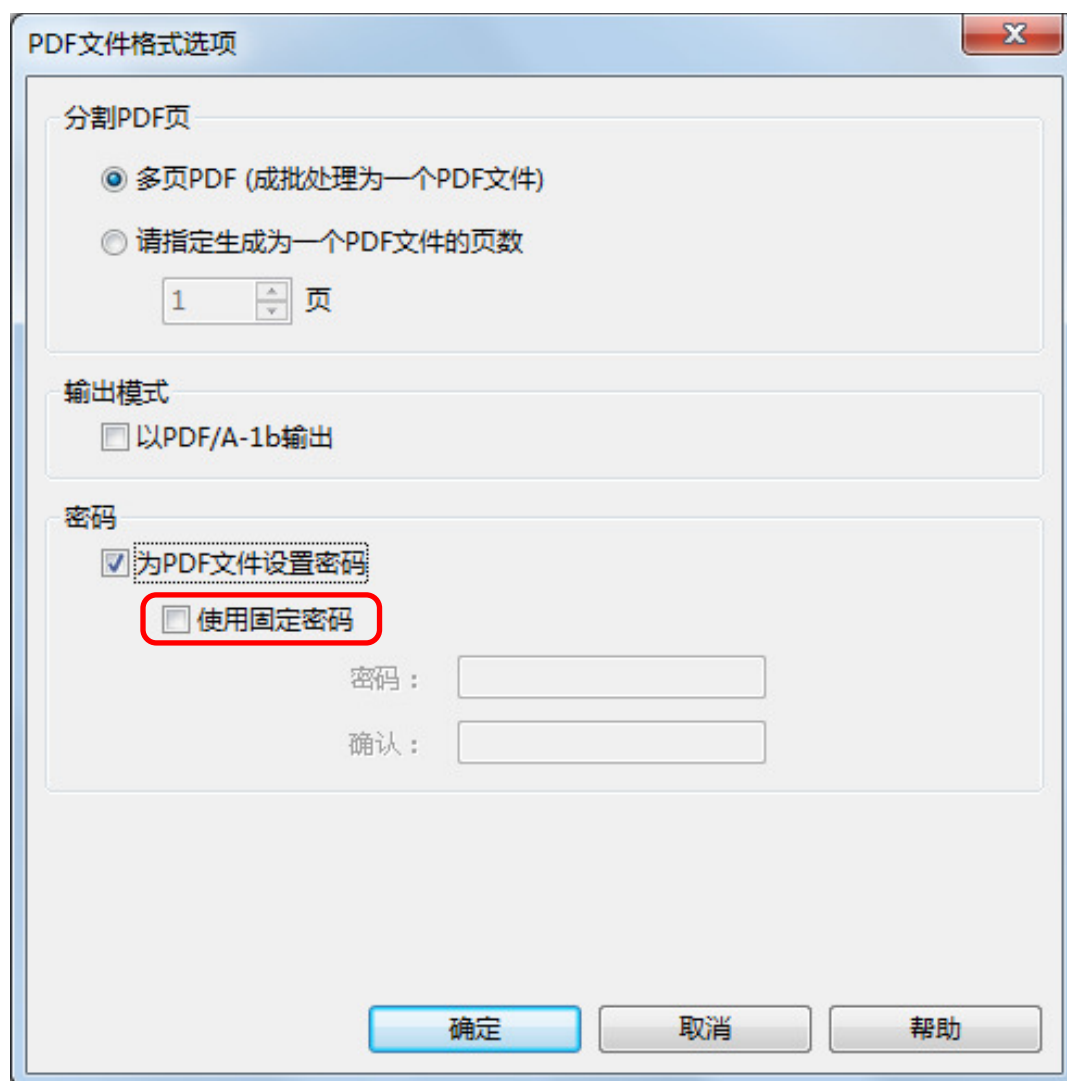 PDF文件格式选项
分割PDF页
多页PDF (成批处理为一个PDF文件)
请指定生成为一个PDF文件的页数
1 页
输出模式
以PDF/A-1b输出
密码
为PDF文件设置密码
使用固定密码
密码：
确认：
确定 取消 帮助